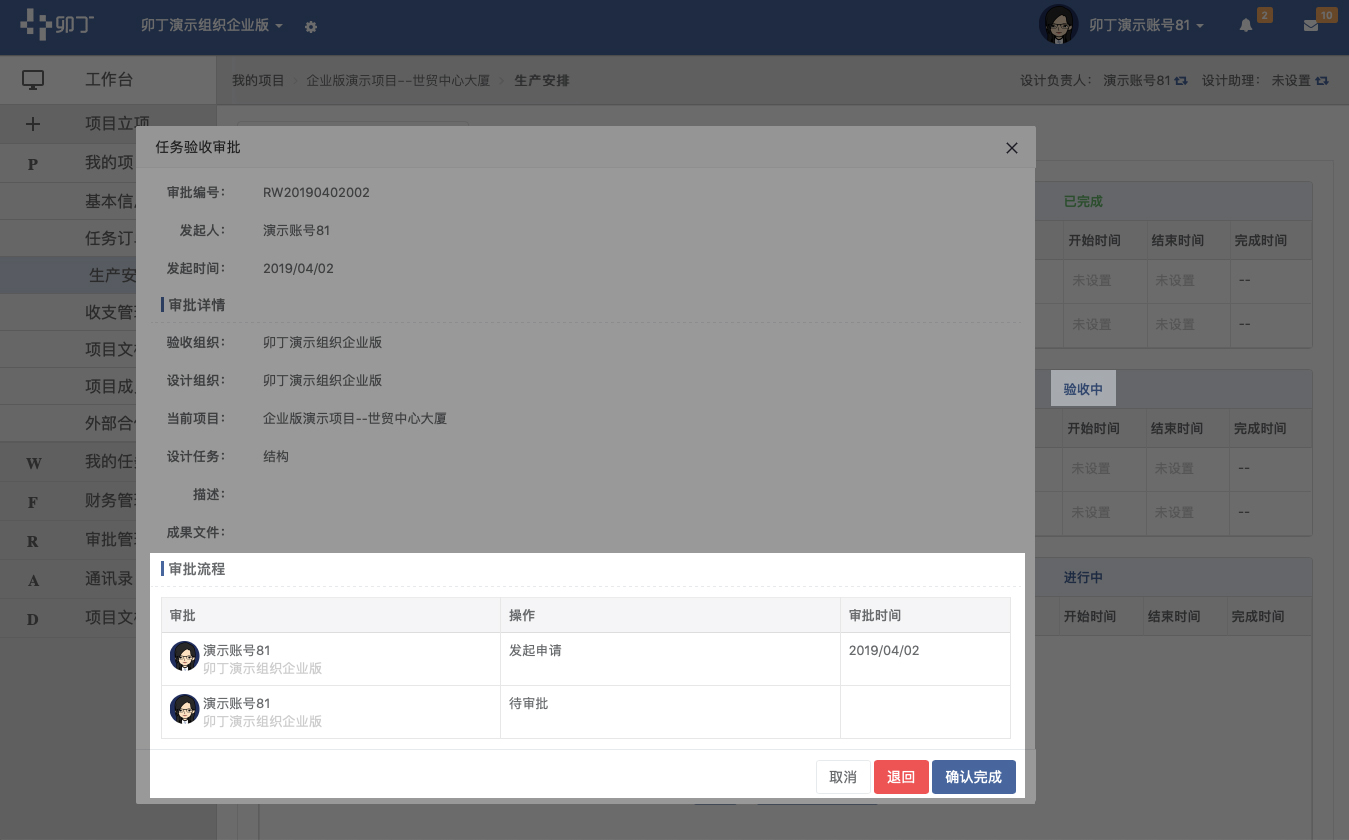 卯丁
卯丁演示组织企业版
卯丁演示账号81
2
10
工作台
我的项目
企业版演示项目--世贸中心大厦
生产安排
设计负责人： 演示账号81
设计助理： 未设置
项目立项
P 我的项
基本信
任务订
生产安
收支管
项目文
项目成
外部合
W 我的任
F 财务管
R 审批管
A 通讯录
D 项目文
任务验收审批
审批编号： RW20190402002
发起人： 演示账号81
发起时间： 2019/04/02
审批详情
验收组织： 卯丁演示组织企业版
设计组织： 卯丁演示组织企业版
当前项目： 企业版演示项目--世贸中心大厦
设计任务： 结构
描述：
成果文件：
审批流程
审批 操作 审批时间
演示账号81 发起申请 2019/04/02
卯丁演示组织企业版
演示账号81 待审批
卯丁演示组织企业版
取消 退回 确认完成
已完成
开始时间 结束时间 完成时间
未设置 未设置 --
未设置 未设置 --
验收中
开始时间 结束时间 完成时间
未设置 未设置 --
未设置 未设置 --
进行中
开始时间 结束时间 完成时间